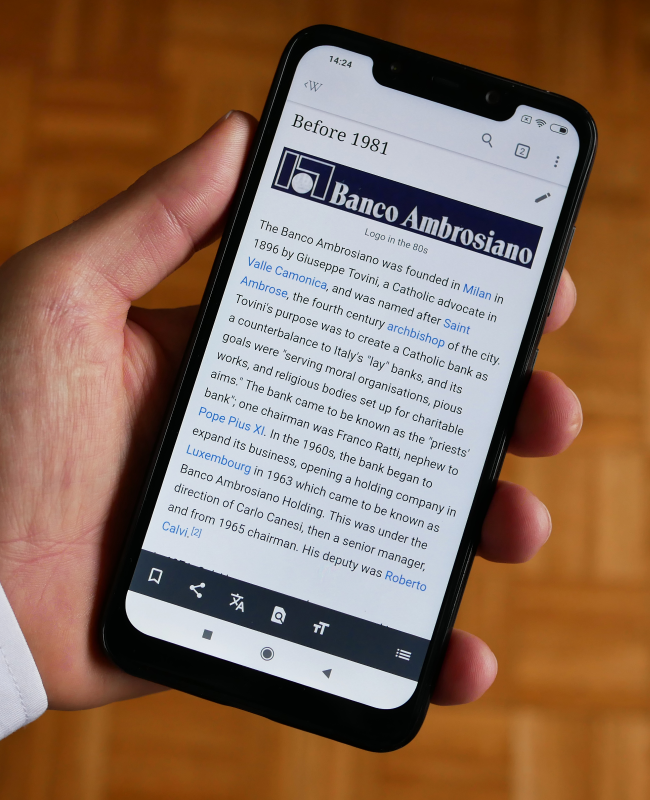 14:24
W
2
Before 1981
Banco Ambrosiano
Logo in the 80s
The Banco Ambrosiano was founded in Milan in
1896 by Giuseppe Tovini, a Catholic advocate in
Valle Camonica, and was named after Saint
Ambrose, the fourth century archbishop of the city.
Tovini's purpose was to create a Catholic bank as
a counterbalance to Italy's "lay" banks, and its
goals were "serving moral organisations, pious
works, and religious bodies set up for charitable
aims." The bank came to be known as the "priests'
bank"; one chairman was Franco Ratti, nephew to
Pope Pius XI. In the 1960s, the bank began to
expand its business, opening a holding company in
Luxembourg in 1963 which came to be known as
Banco Ambrosiano Holding. This was under the
direction of Carlo Canesi, then a senior manager,
and from 1965 chairman. His deputy was Roberto
Calvi.[2]